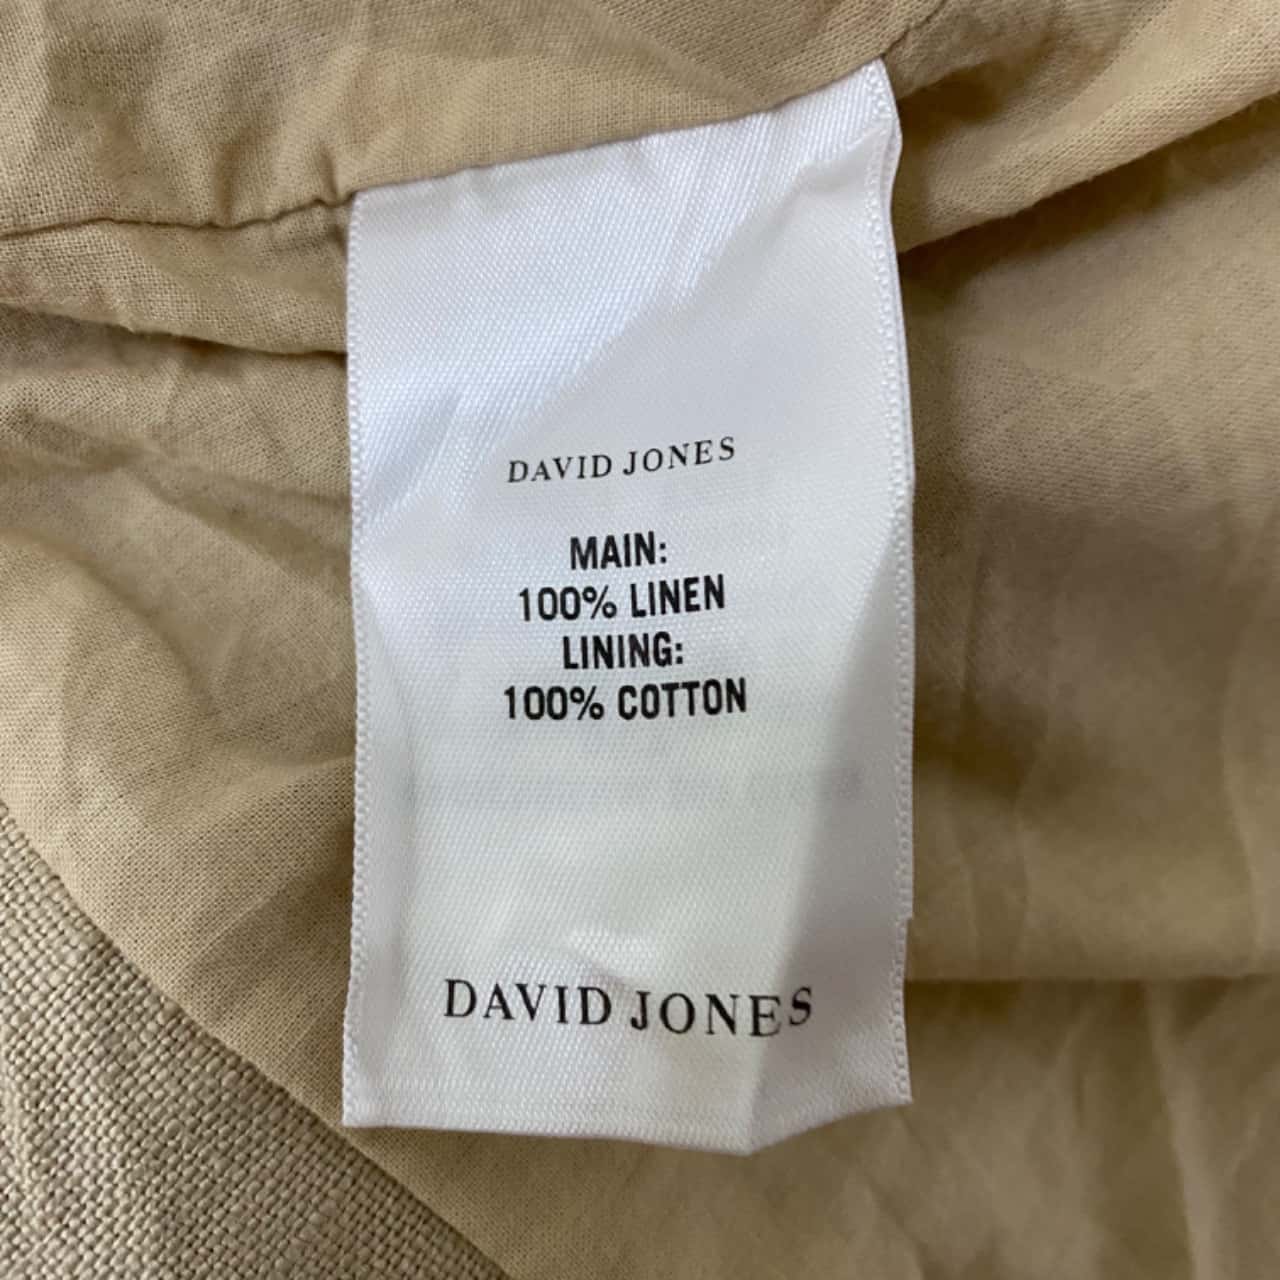 DAVID JONES
MAIN:
100% LINEN
LINING:
100% COTTON
DAVID JONES